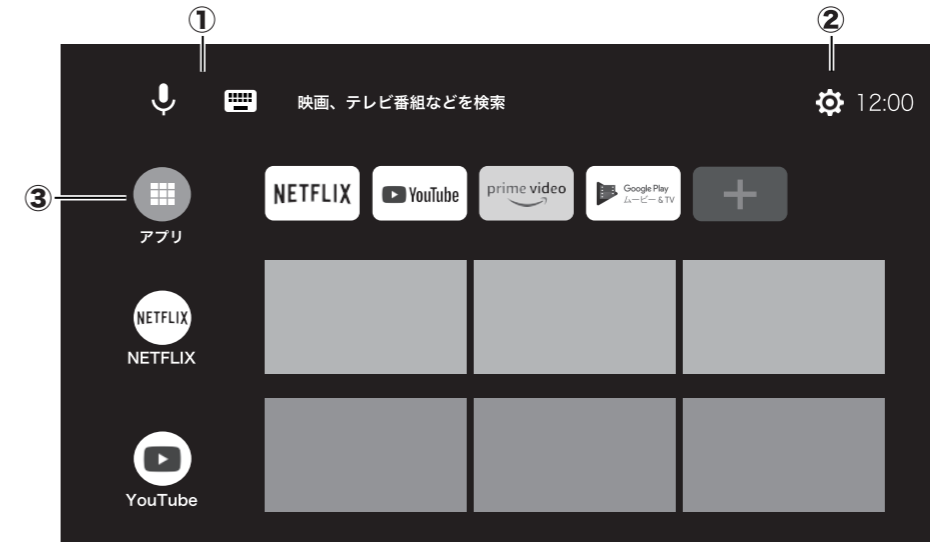 ① ②
映画、テレビ番組などを検索 12:00
③
NETFLIX YouTube prime video Google Play ムービー & TV
アプリ
NETFLIX
NETFLIX
YouTube